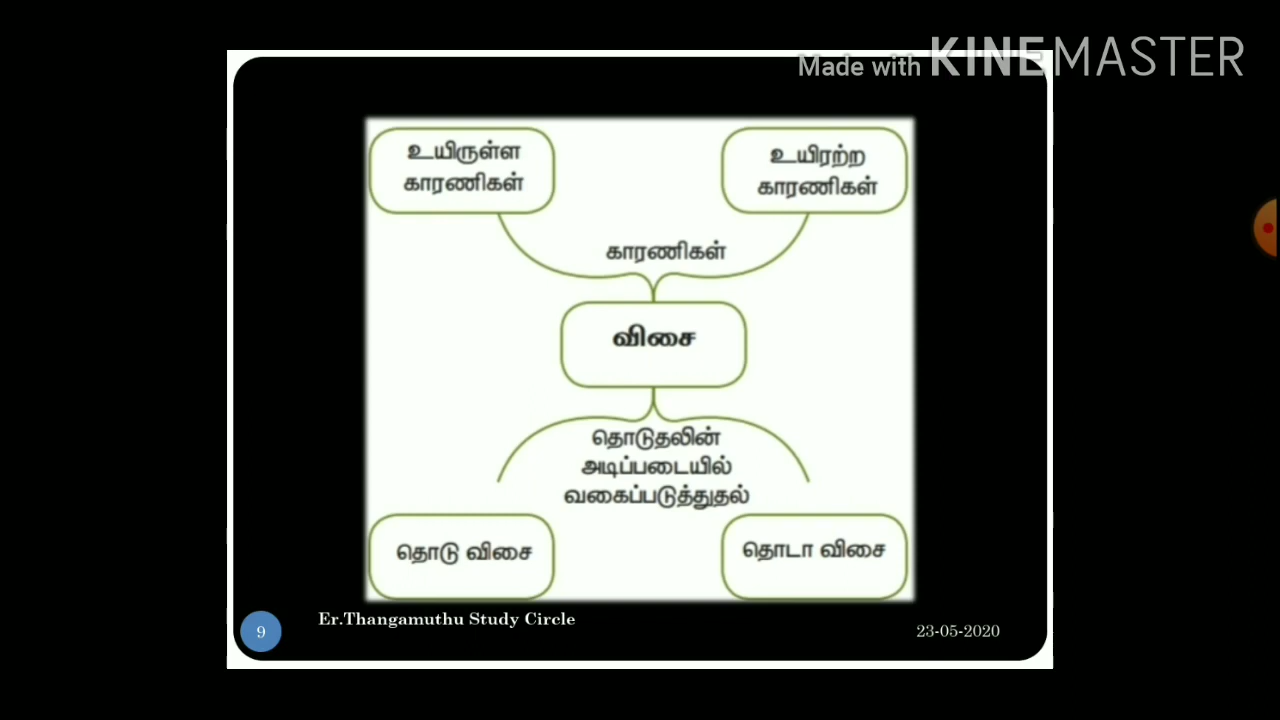 Made with KINEMASTER
உயிருள்ள
காரணிகள்
உயிரற்ற
காரணிகள்
காரணிகள்
விசை
தொடுதலின்
அடிப்படையில்
வகைப்படுத்துதல்
தொடு விசை
தொடா விசை
Er.Thangamuthu Study Circle
9
23-05-2020